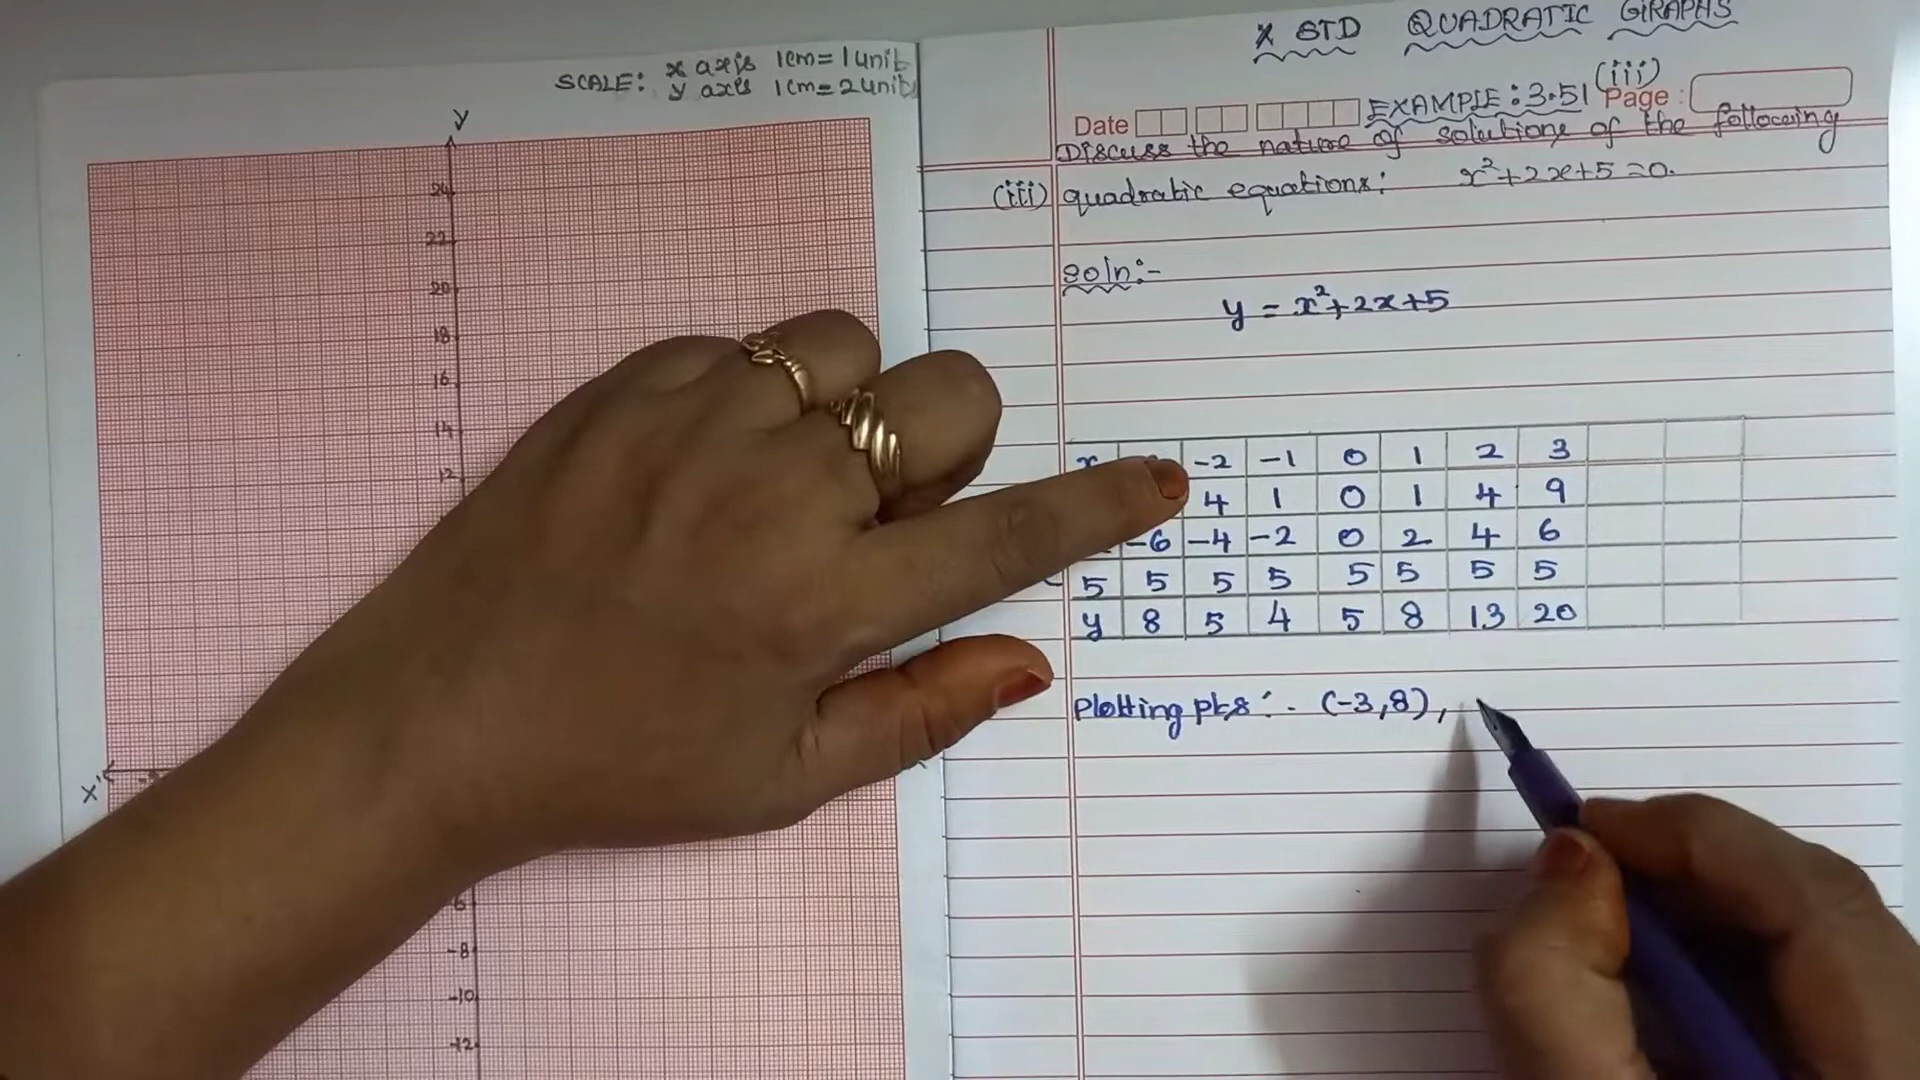 SCALE: x axis 1cm = 1 unit
y axis 1cm = 2 units
y
24
22
20
18
16
14
12
X'
-8
-10
-12
X STD QUADRATIC GRAPHS
EXAMPLE: 3.51 (iii)
Date Page :
Discuss the nature of solutions of the following
(iii) quadratic equations: x²+2x+5=0.
soln:-
y = x²+2x+5
x -2 -1 0 1 2 3
4 1 0 1 4 9
-6 -4 -2 0 2 4 6
5 5 5 5 5 5 5 5
y 8 5 4 5 8 13 20
Plotting pts:- (-3,8),